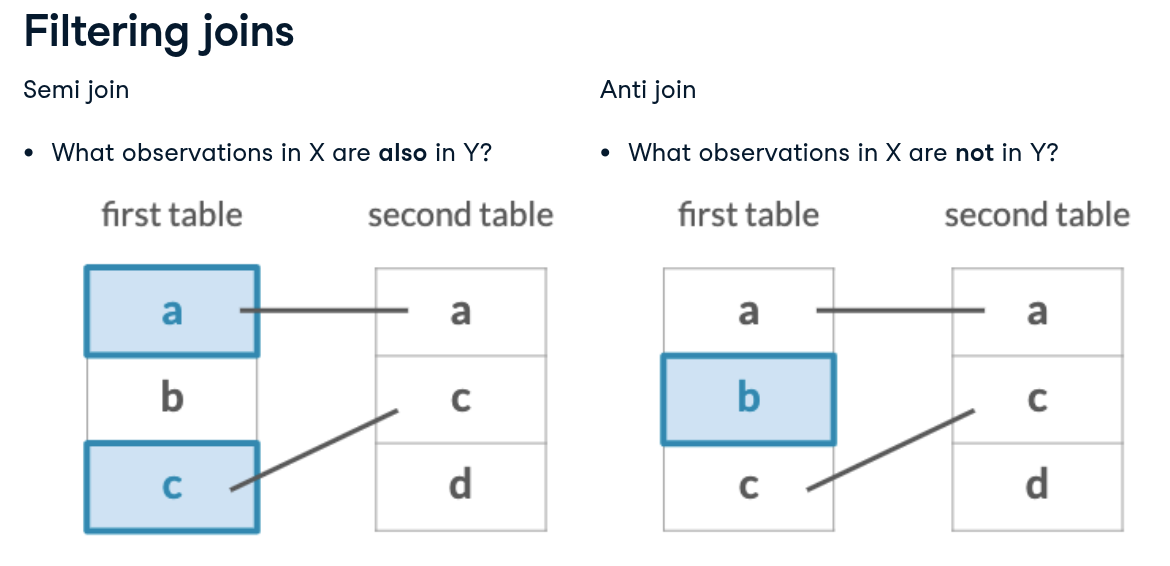 Filtering joins
Semi join
• What observations in X are also in Y?
first table second table
a a
b c
c d
Anti join
• What observations in X are not in Y?
first table second table
a a
b c
c d